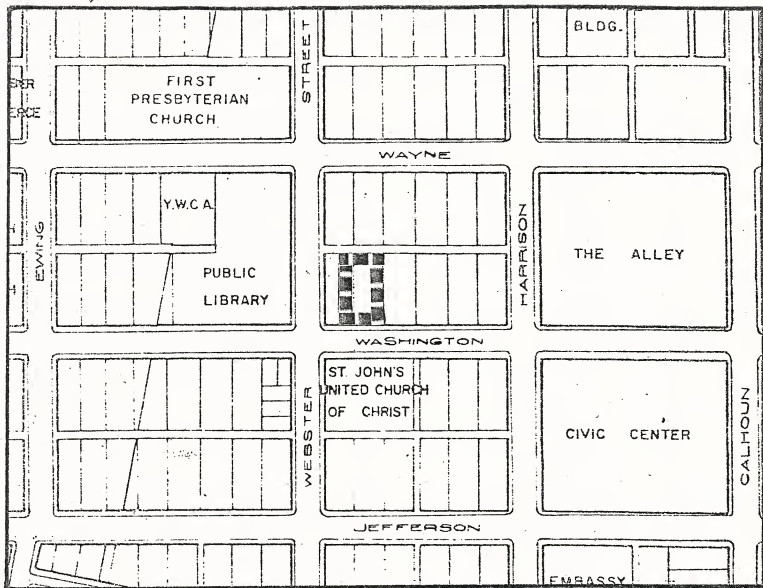 BLDG.
STREET
FIRST
PRESBYTERIAN
CHURCH
WAYNE
Y.W.C.A.
EWING
PUBLIC
LIBRARY
HARRISON
THE ALLEY
WASHINGTON
ST. JOHN'S
UNITED CHURCH
OF CHRIST
WEBSTER
CIVIC CENTER
CALHOUN
JEFFERSON
EMBASSY